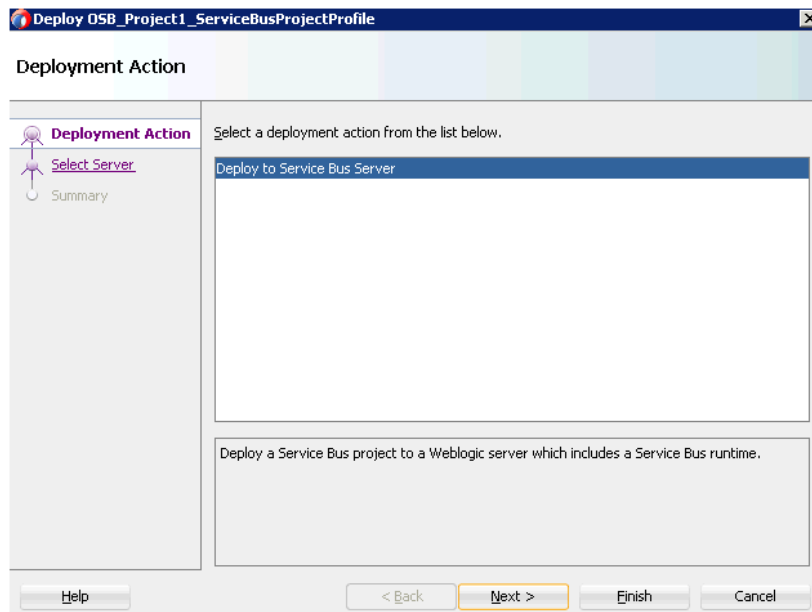 Deploy OSB_Project1_ServiceBusProjectProfile
Deployment Action
Deployment Action
Select Server
Summary
Select a deployment action from the list below.
Deploy to Service Bus Server
Deploy a Service Bus project to a Weblogic server which includes a Service Bus runtime.
Help
< Back
Next >
Finish
Cancel